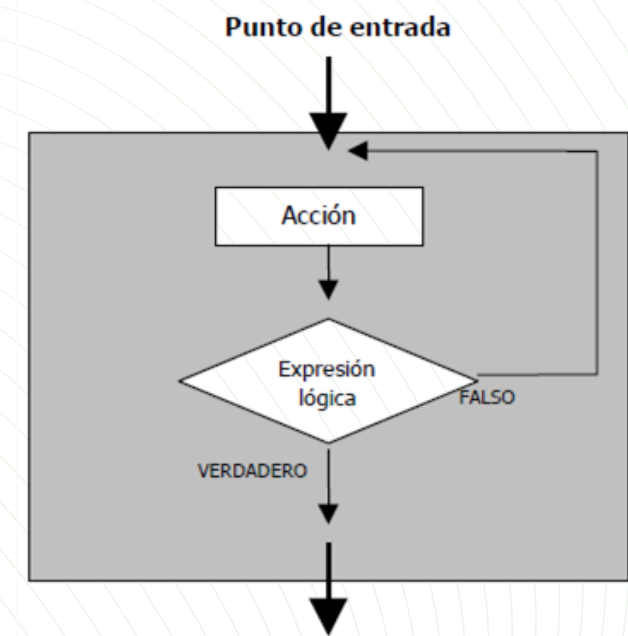 Punto de entrada
Acción
Expresión
lógica
FALSO
VERDADERO